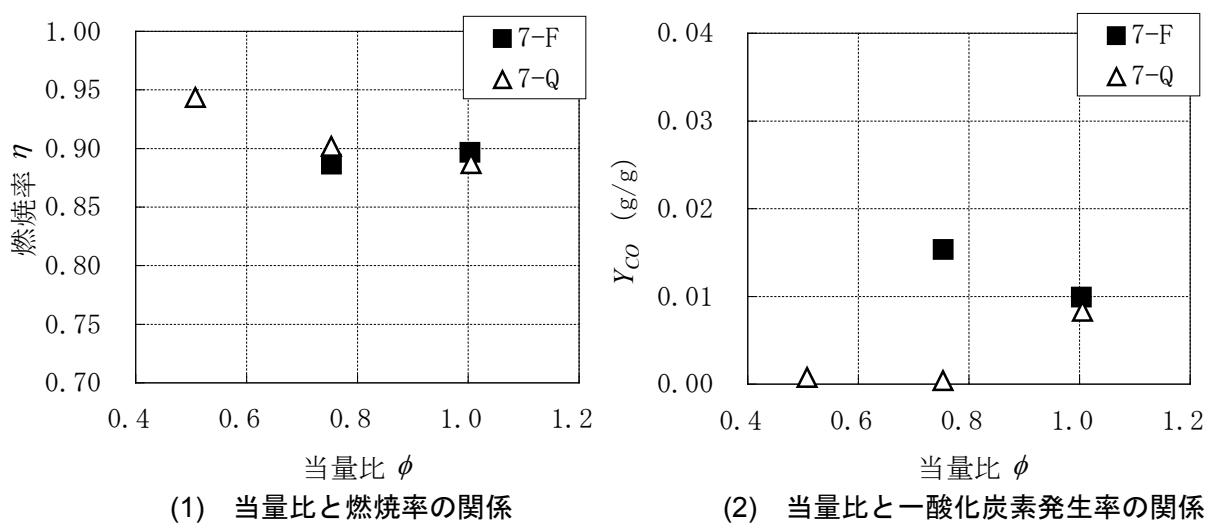 1.00
0.95
0.90
0.85
0.80
0.75
0.70
燃焼率 η
0.4 0.6 0.8 1.0 1.2
当量比 φ
7-F
7-Q
(1) 当量比と燃焼率の関係
0.04
0.03
0.02
0.01
0.00
Y_CO (g/g)
0.4 0.6 0.8 1.0 1.2
当量比 φ
7-F
7-Q
(2) 当量比と一酸化炭素発生率の関係